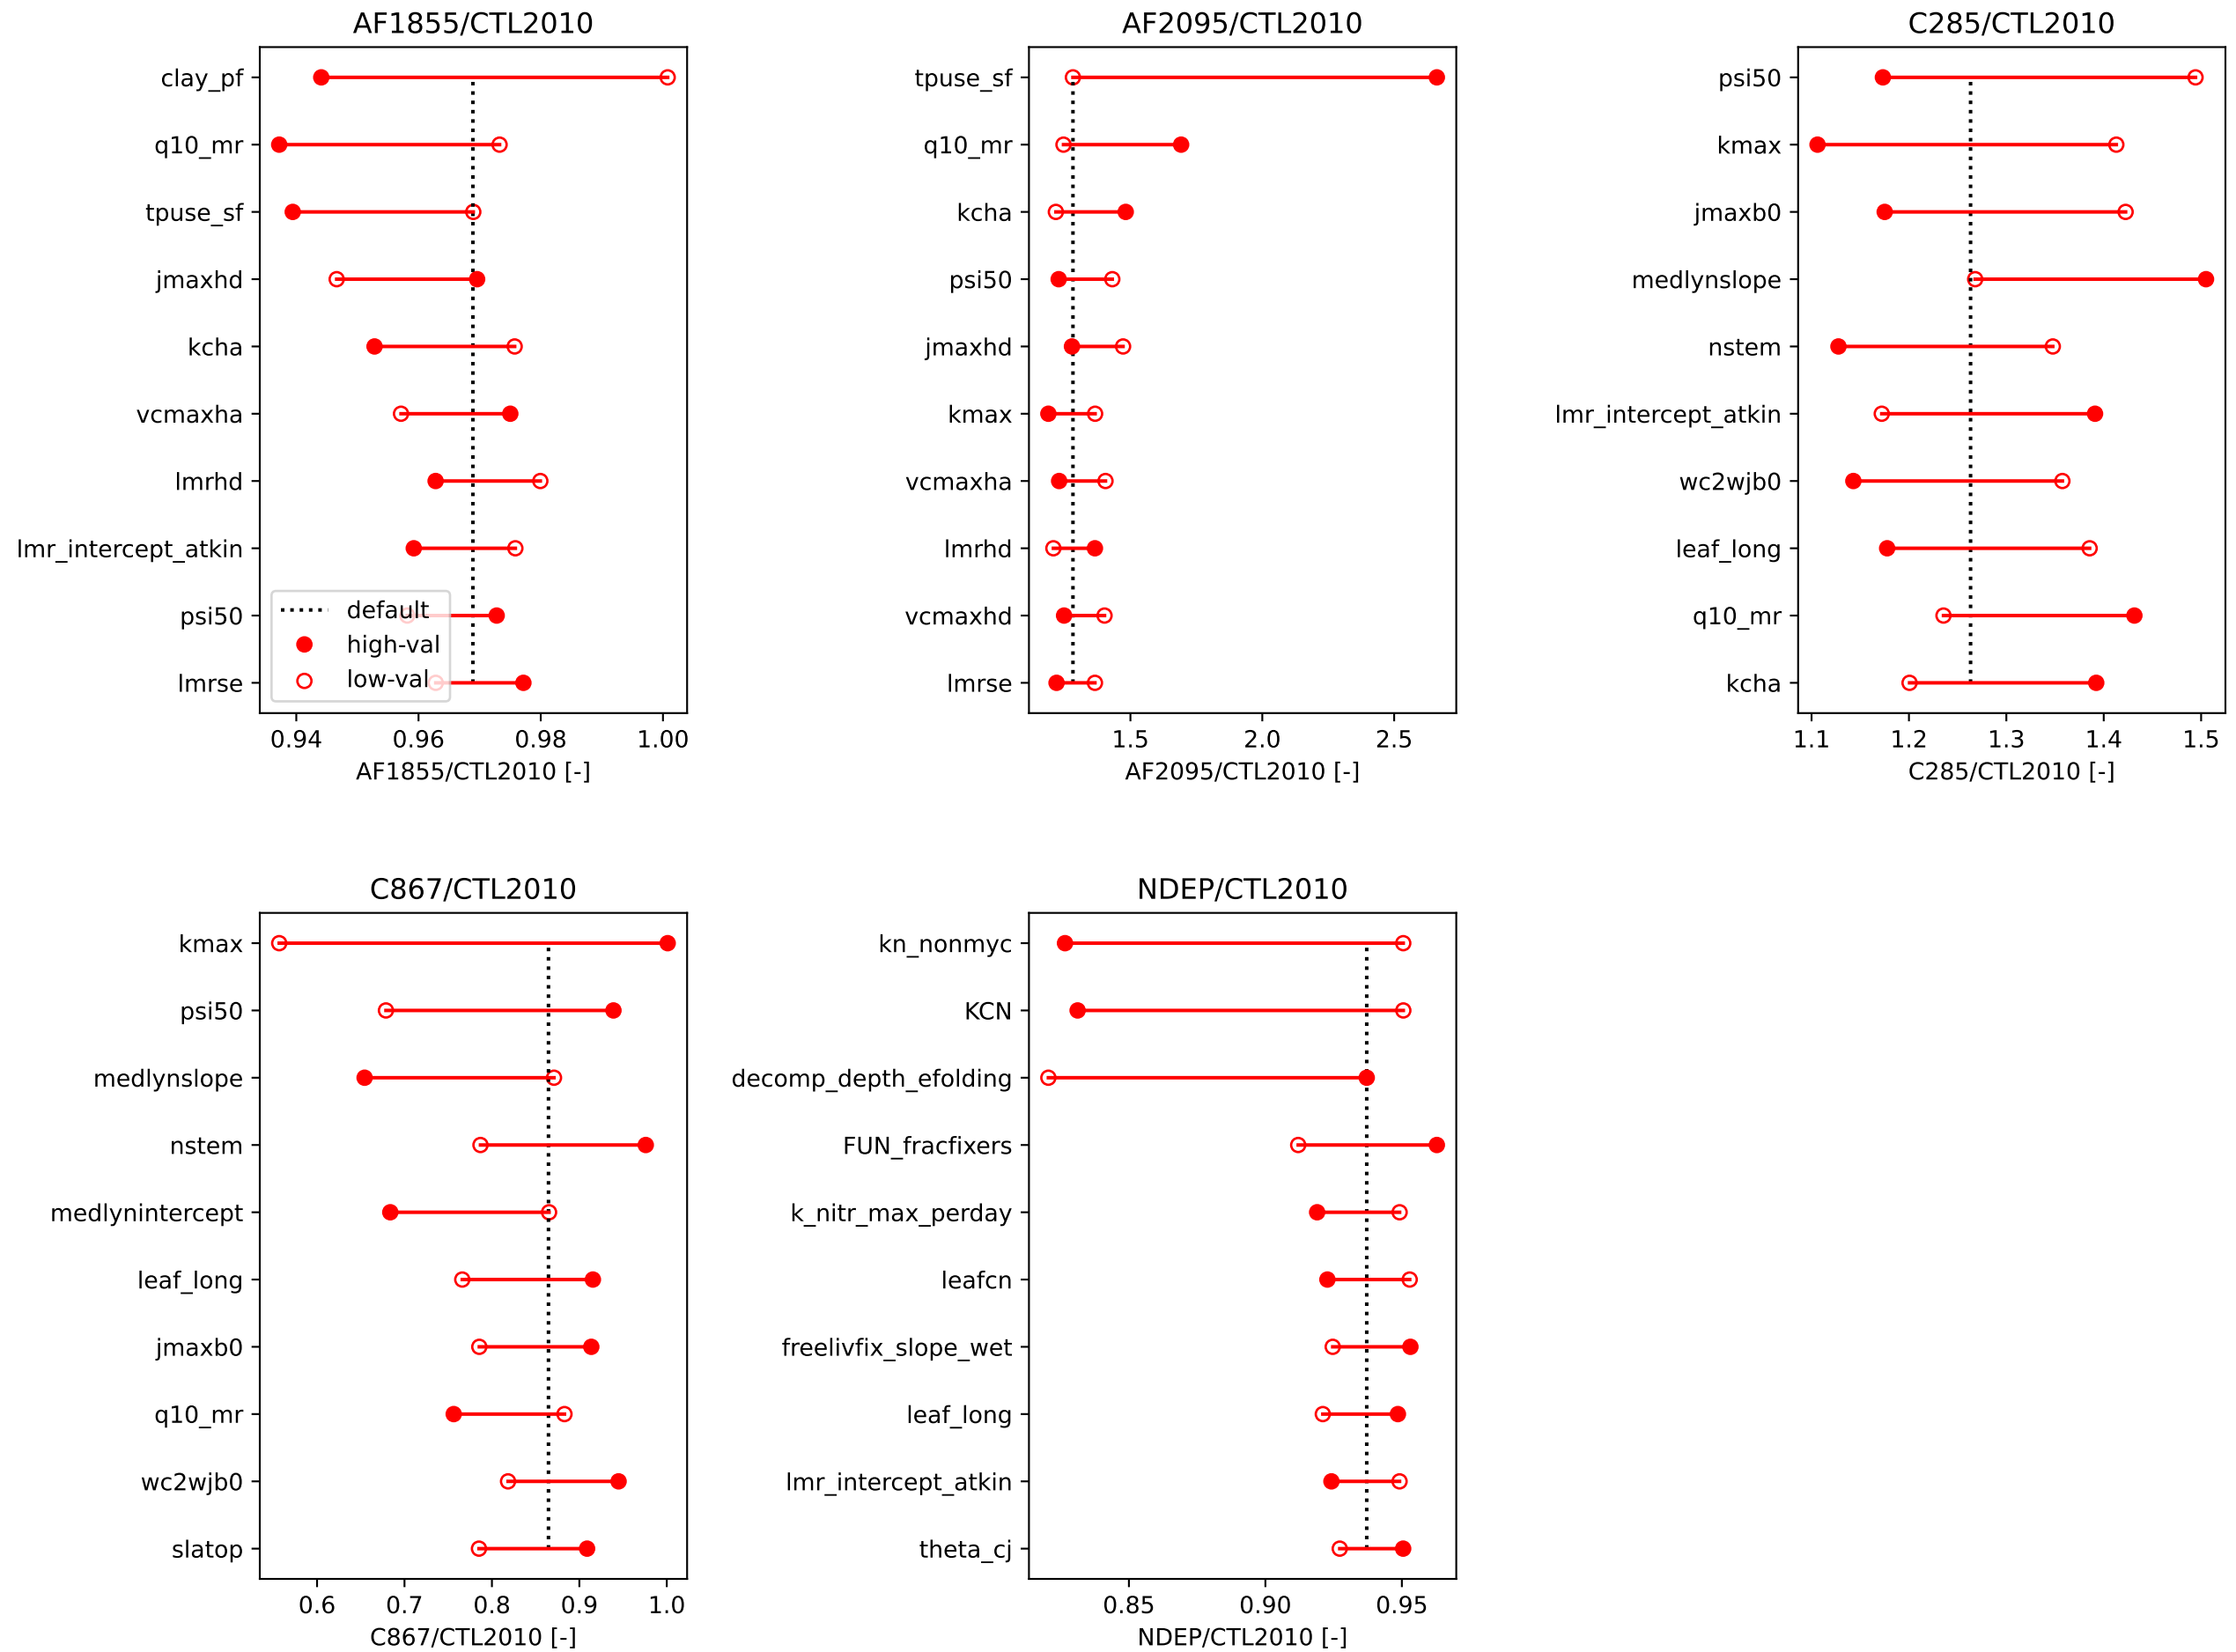 AF1855/CTL2010
clay_pf
q10_mr
tpuse_sf
jmaxhd
kcha
vcmaxha
lmrhd
lmr_intercept_atkin
psi50
lmrse
default
high-val
low-val
0.94 0.96 0.98 1.00
AF1855/CTL2010 [-]
AF2095/CTL2010
tpuse_sf
q10_mr
kcha
psi50
jmaxhd
kmax
vcmaxha
lmrhd
vcmaxhd
lmrse
1.5 2.0 2.5
AF2095/CTL2010 [-]
C285/CTL2010
psi50
kmax
jmaxb0
medlynslope
nstem
lmr_intercept_atkin
wc2wjb0
leaf_long
q10_mr
kcha
1.1 1.2 1.3 1.4 1.5
C285/CTL2010 [-]
C867/CTL2010
kmax
psi50
medlynslope
nstem
medlynintercept
leaf_long
jmaxb0
q10_mr
wc2wjb0
slatop
0.6 0.7 0.8 0.9 1.0
C867/CTL2010 [-]
NDEP/CTL2010
kn_nonmyc
KCN
decomp_depth_efolding
FUN_fracfixers
k_nitr_max_perday
leafcn
freelivfix_slope_wet
leaf_long
lmr_intercept_atkin
theta_cj
0.85 0.90 0.95
NDEP/CTL2010 [-]